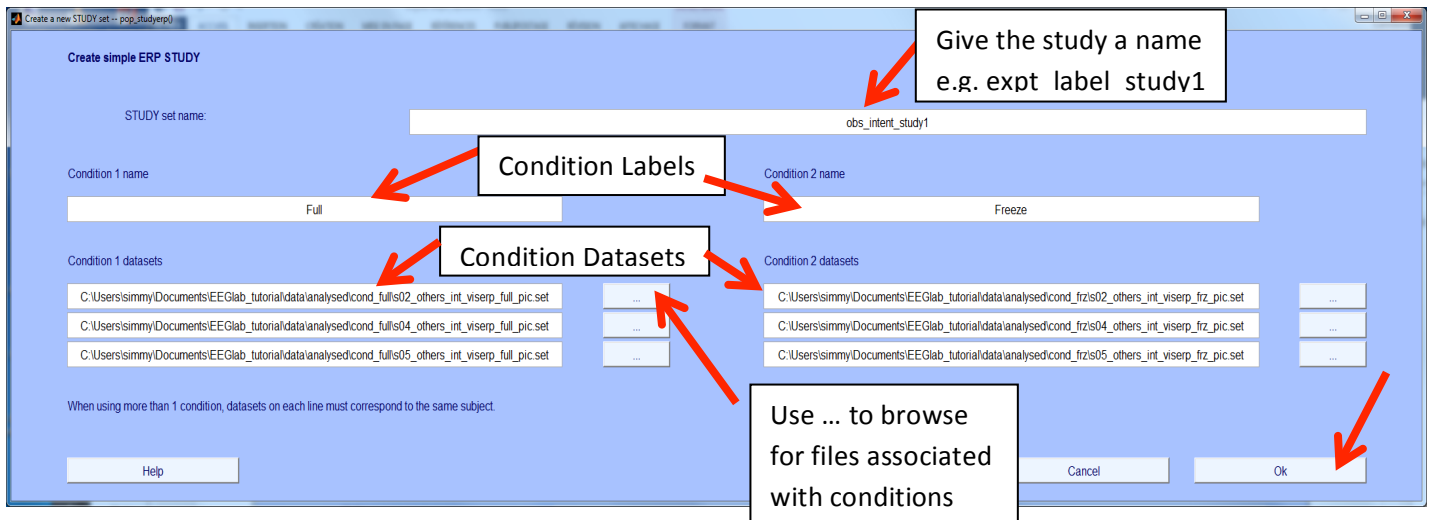 Create a new STUDY set -- pop_studyerp()
Create simple ERP STUDY
Give the study a name
e.g. expt_label_study1
STUDY set name:
obs_intent_study1
Condition Labels
Condition 1 name
Condition 2 name
Full
Freeze
Condition Datasets
Condition 1 datasets
Condition 2 datasets
C:\Users\simmy\Documents\EEGlab_tutorial\data\analysed\cond_full\s02_others_int_viserp_full_pic.set
...
C:\Users\simmy\Documents\EEGlab_tutorial\data\analysed\cond_frz\s02_others_int_viserp_frz_pic.set
...
C:\Users\simmy\Documents\EEGlab_tutorial\data\analysed\cond_full\s04_others_int_viserp_full_pic.set
...
C:\Users\simmy\Documents\EEGlab_tutorial\data\analysed\cond_frz\s04_others_int_viserp_frz_pic.set
...
C:\Users\simmy\Documents\EEGlab_tutorial\data\analysed\cond_full\s05_others_int_viserp_full_pic.set
...
C:\Users\simmy\Documents\EEGlab_tutorial\data\analysed\cond_frz\s05_others_int_viserp_frz_pic.set
...
When using more than 1 condition, datasets on each line must correspond to the same subject.
Use ... to browse
for files associated
with conditions
Help
Cancel
Ok